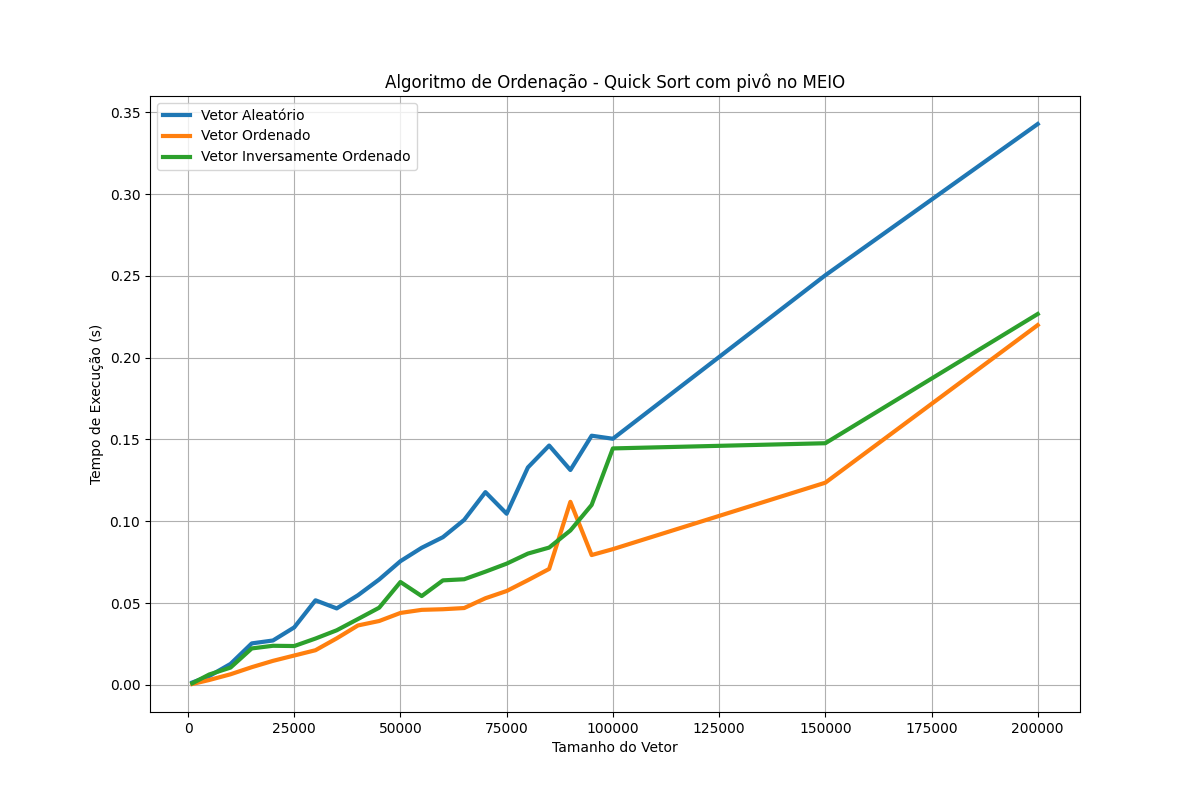 Algoritmo de Ordenação - Quick Sort com pivô no MEIO
Vetor Aleatório
Vetor Ordenado
Vetor Inversamente Ordenado
0.35
0.30
0.25
0.20
0.15
0.10
0.05
0.00
Tempo de Execução (s)
0 25000 50000 75000 100000 125000 150000 175000 200000
Tamanho do Vetor